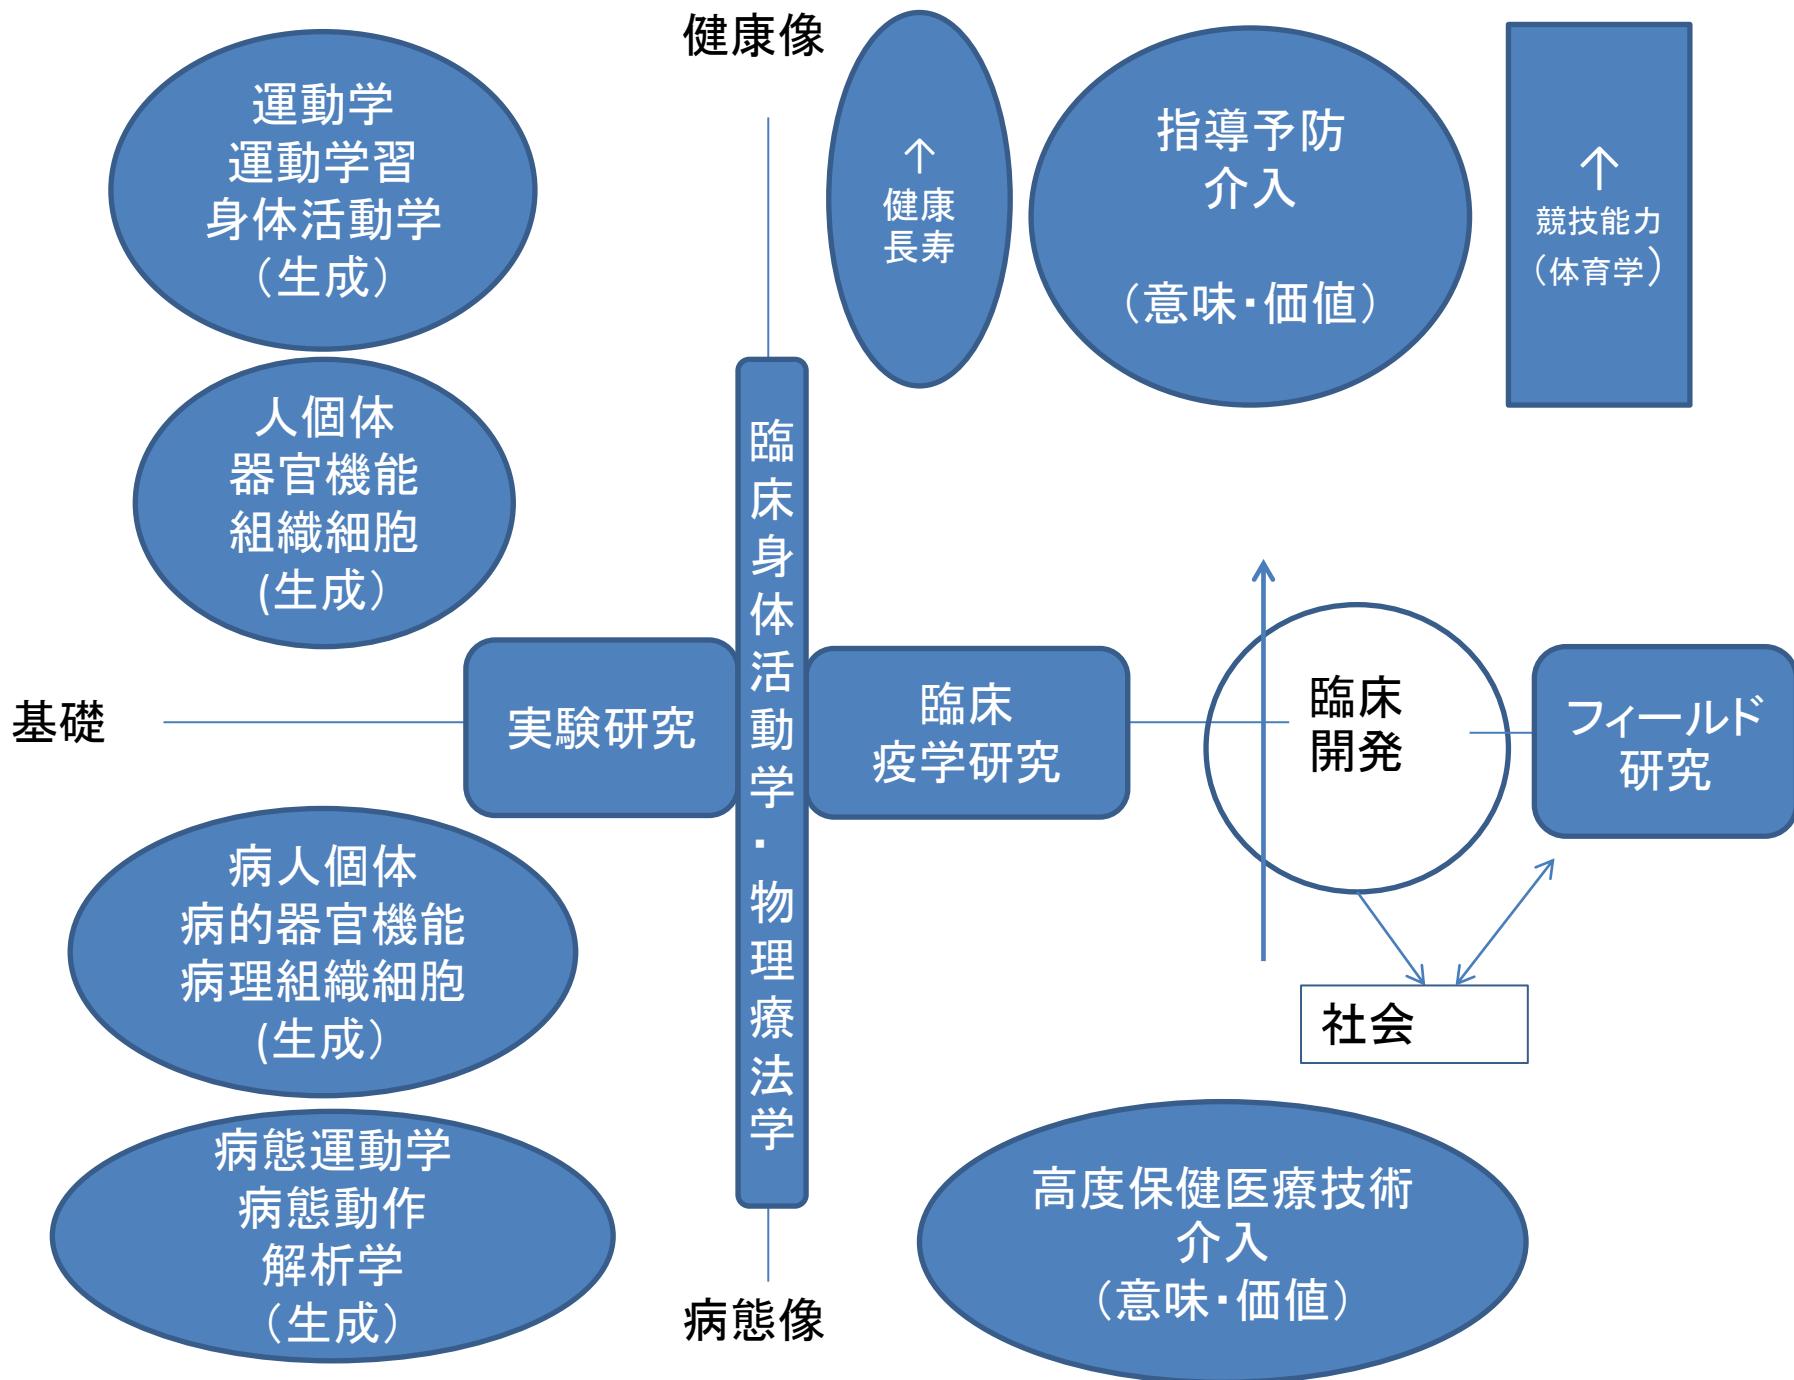 健康像
運動学
運動学習
身体活動学
（生成）
↑
健康
長寿
指導予防
介入
（意味・価値）
↑
競技能力
（体育学）
人個体
器官機能
組織細胞
(生成）
臨床身体活動学・物理療法学
基礎
実験研究
臨床
疫学研究
臨床
開発
フィールド
研究
病人個体
病的器官機能
病理組織細胞
(生成）
社会
病態運動学
病態動作
解析学
（生成）
高度保健医療技術
介入
（意味・価値）
病態像